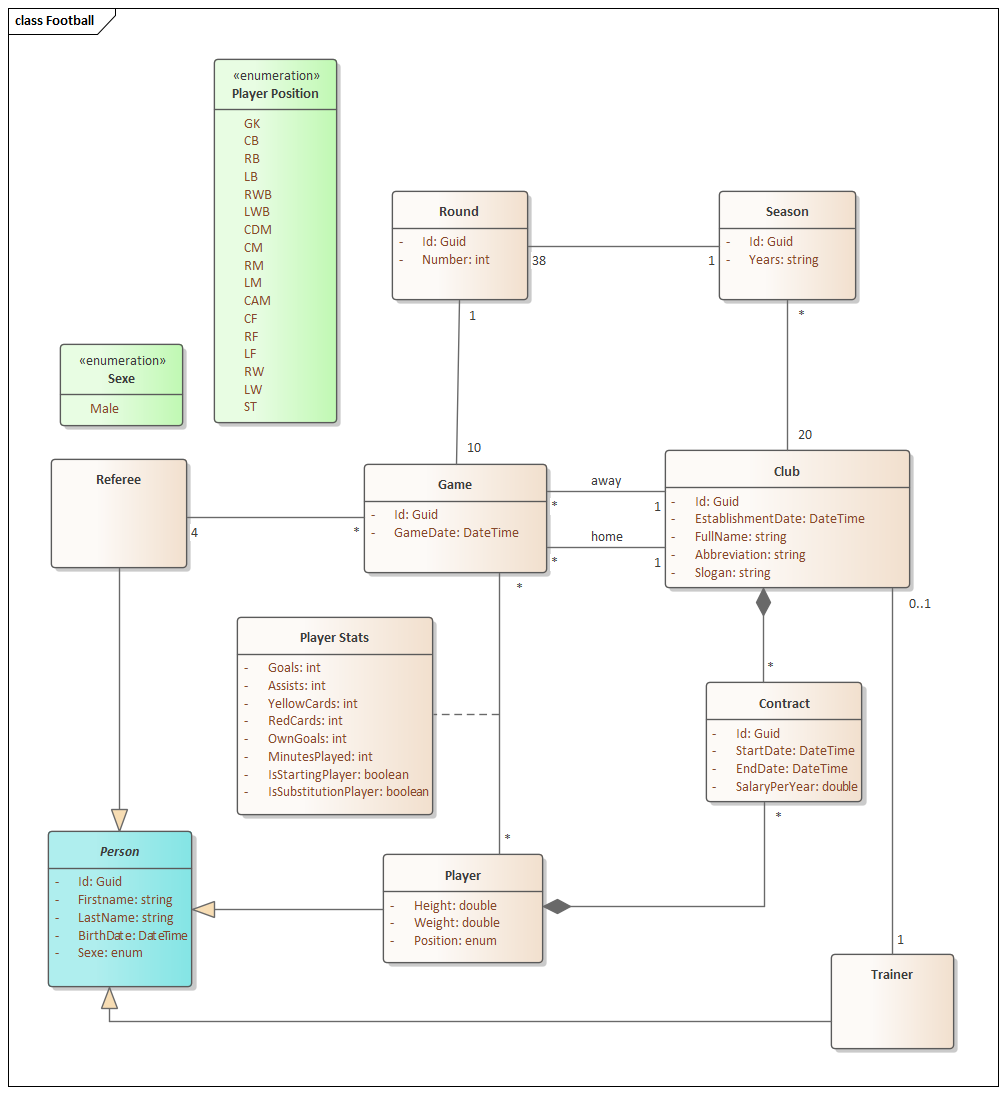 class Football
«enumeration»
Player Position
GK
CB
RB
LB
RWB
LWB
CDM
CM
RM
LM
CAM
CF
RF
LF
RW
LW
ST
«enumeration»
Sexe
Male
Round
- Id: Guid
- Number: int
38
1
Season
- Id: Guid
- Years: string
1
*
10
20
Referee
4
*
Game
- Id: Guid
- GameDate: DateTime
away
*
1
home
*
1
Club
- Id: Guid
- EstablishmentDate: DateTime
- FullName: string
- Abbreviation: string
- Slogan: string
*
0..1
Player Stats
- Goals: int
- Assists: int
- YellowCards: int
- RedCards: int
- OwnGoals: int
- MinutesPlayed: int
- IsStartingPlayer: boolean
- IsSubstitutionPlayer: boolean
*
Contract
- Id: Guid
- StartDate: DateTime
- EndDate: DateTime
- SalaryPerYear: double
*
*
Person
- Id: Guid
- Firstname: string
- LastName: string
- BirthDate: DateTime
- Sexe: enum
Player
- Height: double
- Weight: double
- Position: enum
1
Trainer